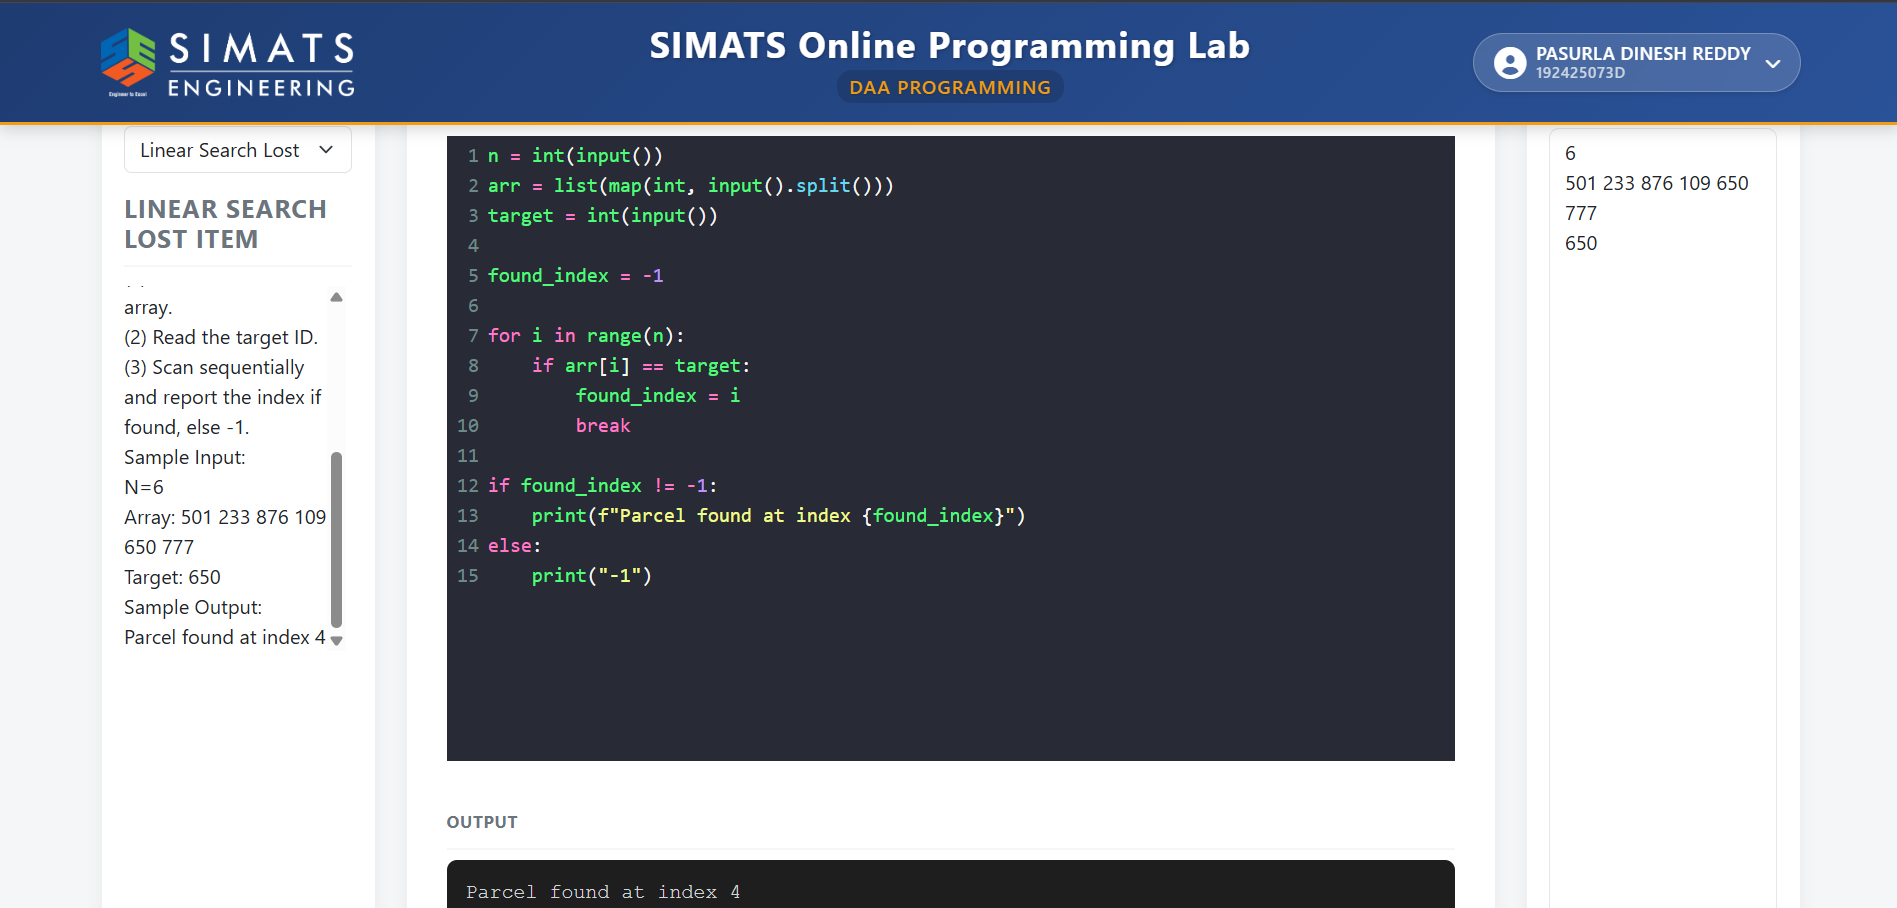 SIMATS
ENGINEERING
Engineer to Excel
SIMATS Online Programming Lab
DAA PROGRAMMING
PASURLA DINESH REDDY
192425073D
Linear Search Lost
LINEAR SEARCH
LOST ITEM
array.
(2) Read the target ID.
(3) Scan sequentially
and report the index if
found, else -1.
Sample Input:
N=6
Array: 501 233 876 109
650 777
Target: 650
Sample Output:
Parcel found at index 4
1 n = int(input())
2 arr = list(map(int, input().split()))
3 target = int(input())
4
5 found_index = -1
6
7 for i in range(n):
8     if arr[i] == target:
9         found_index = i
10         break
11
12 if found_index != -1:
13     print(f"Parcel found at index {found_index}")
14 else:
15     print("-1")
OUTPUT
Parcel found at index 4
6
501 233 876 109 650
777
650